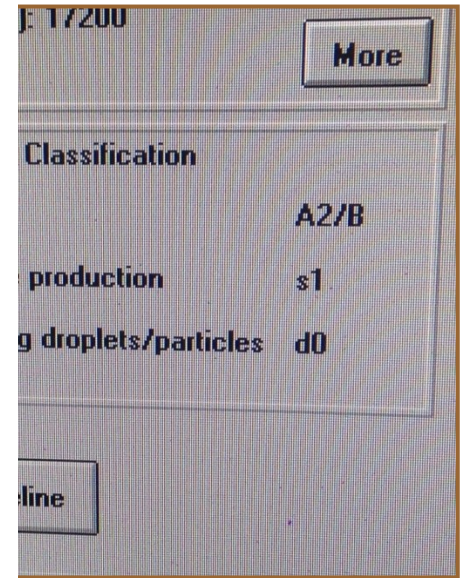 ]: 17200
More
Classification
A2/B
production s1
g droplets/particles d0
line